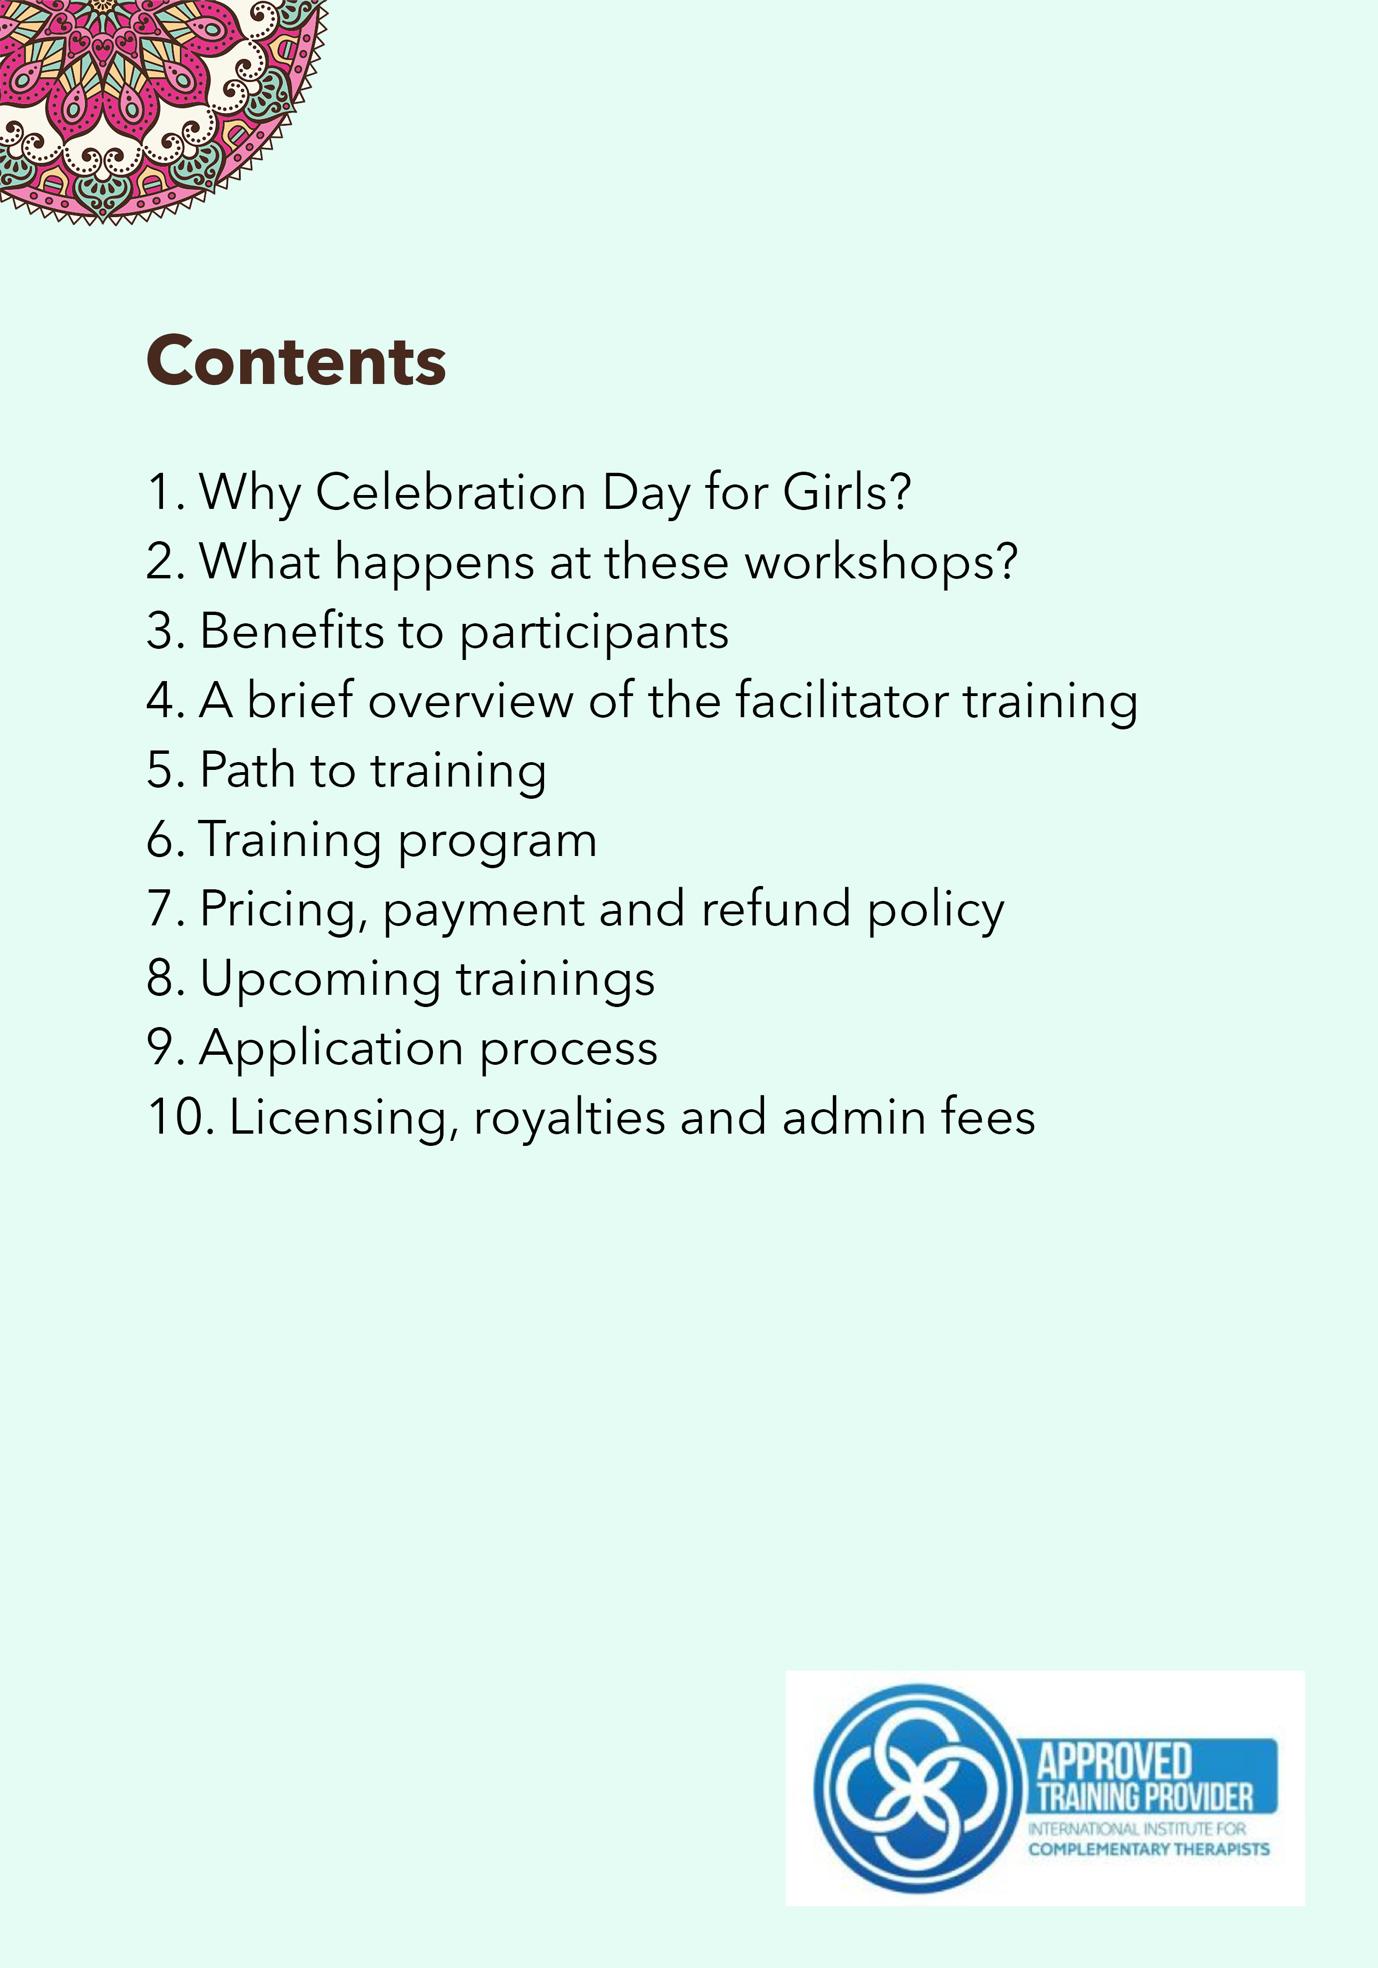 Contents
1. Why Celebration Day for Girls?
2. What happens at these workshops?
3. Benefits to participants
4. A brief overview of the facilitator training
5. Path to training
6. Training program
7. Pricing, payment and refund policy
8. Upcoming trainings
9. Application process
10. Licensing, royalties and admin fees
APPROVED
TRAINING PROVIDER
INTERNATIONAL INSTITUTE FOR
COMPLEMENTARY THERAPISTS